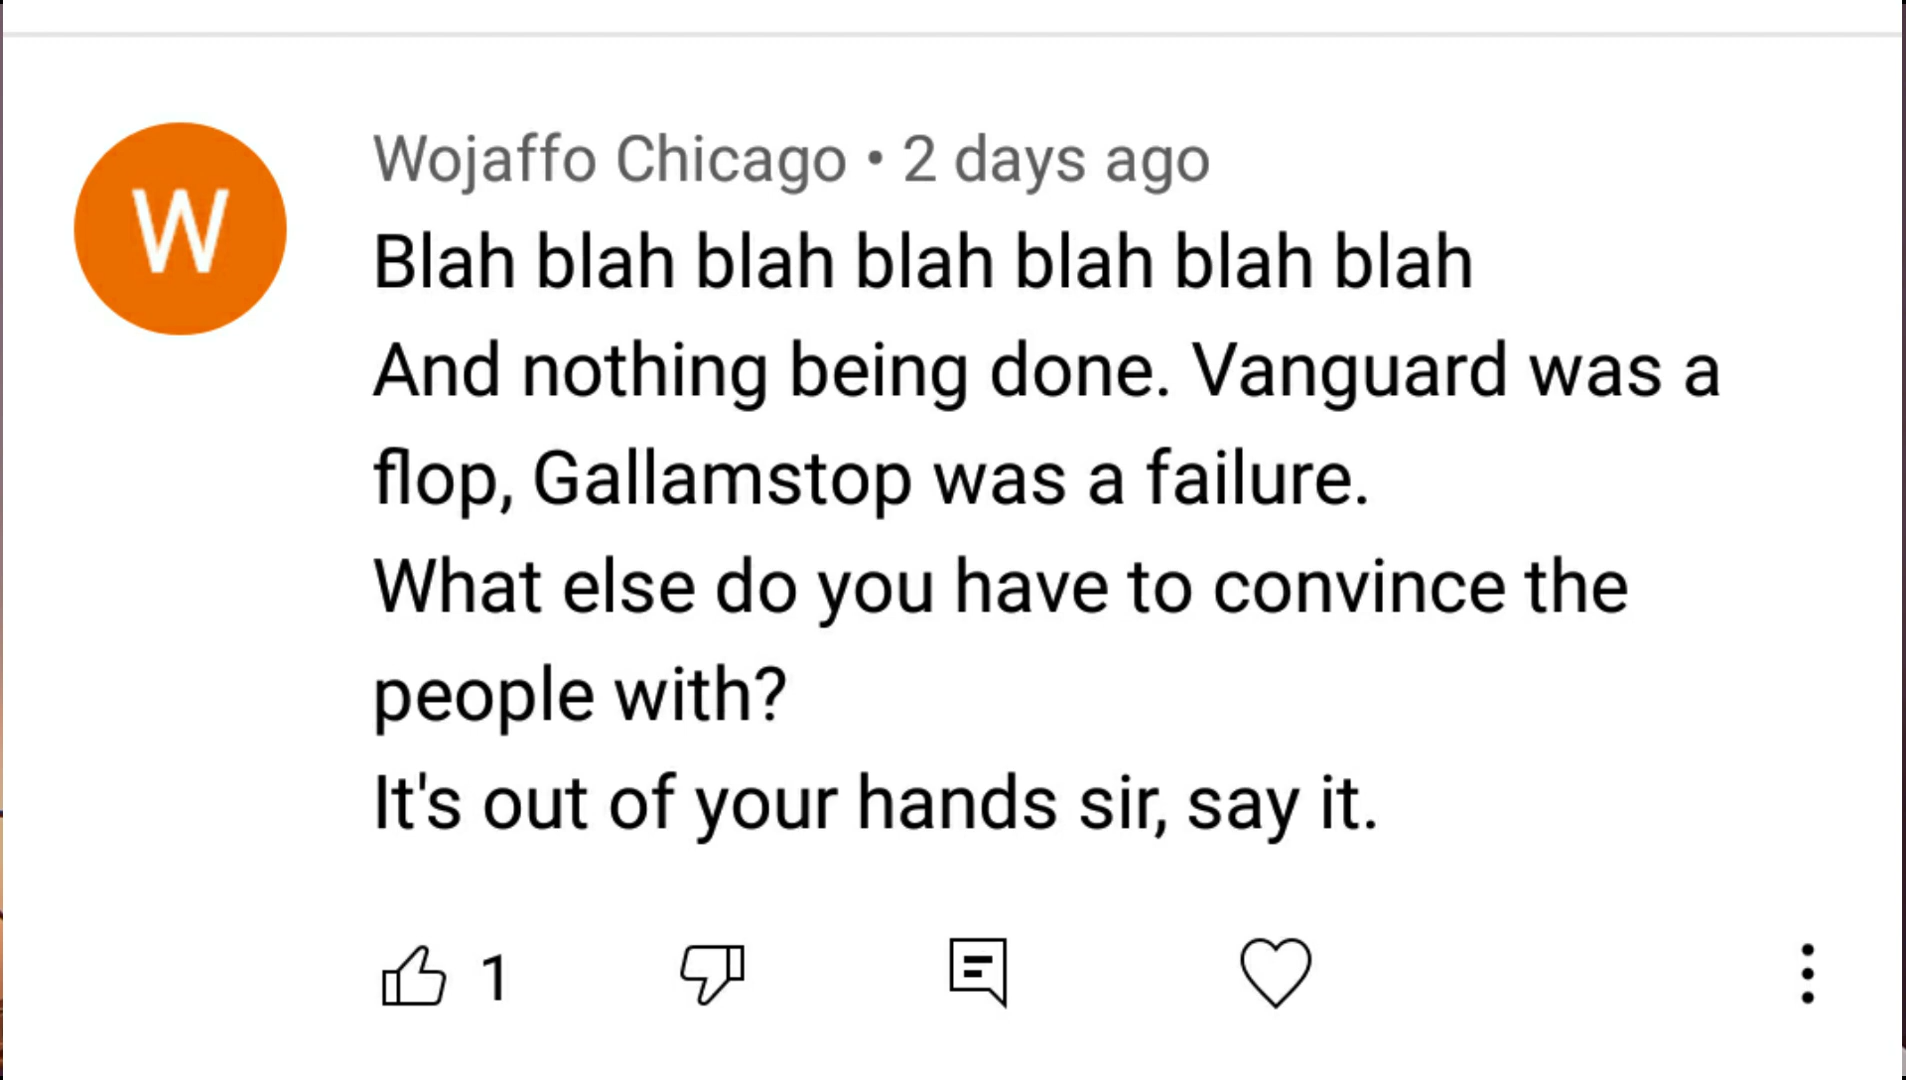 W
Wojaffo Chicago • 2 days ago
Blah blah blah blah blah blah blah
And nothing being done. Vanguard was a
flop, Gallamstop was a failure.
What else do you have to convince the
people with?
It's out of your hands sir, say it.
1